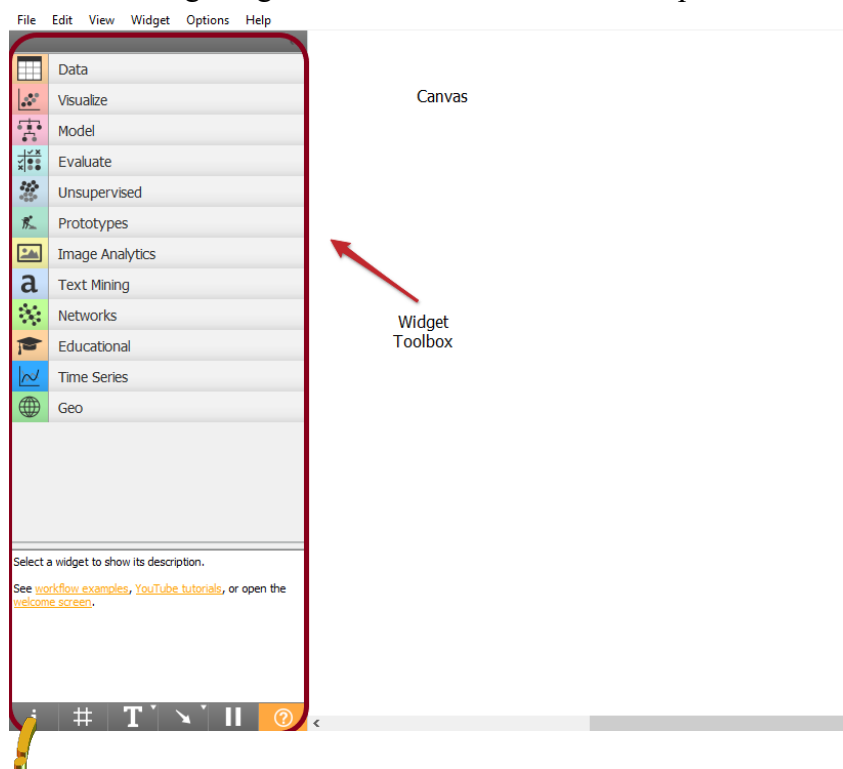 File Edit View Widget Options Help
Data
Visualize
Model
Evaluate
Unsupervised
Prototypes
Image Analytics
Text Mining
Networks
Educational
Time Series
Geo
Canvas
Widget
Toolbox
Select a widget to show its description.
See workflow examples, YouTube tutorials, or open the
welcome screen.